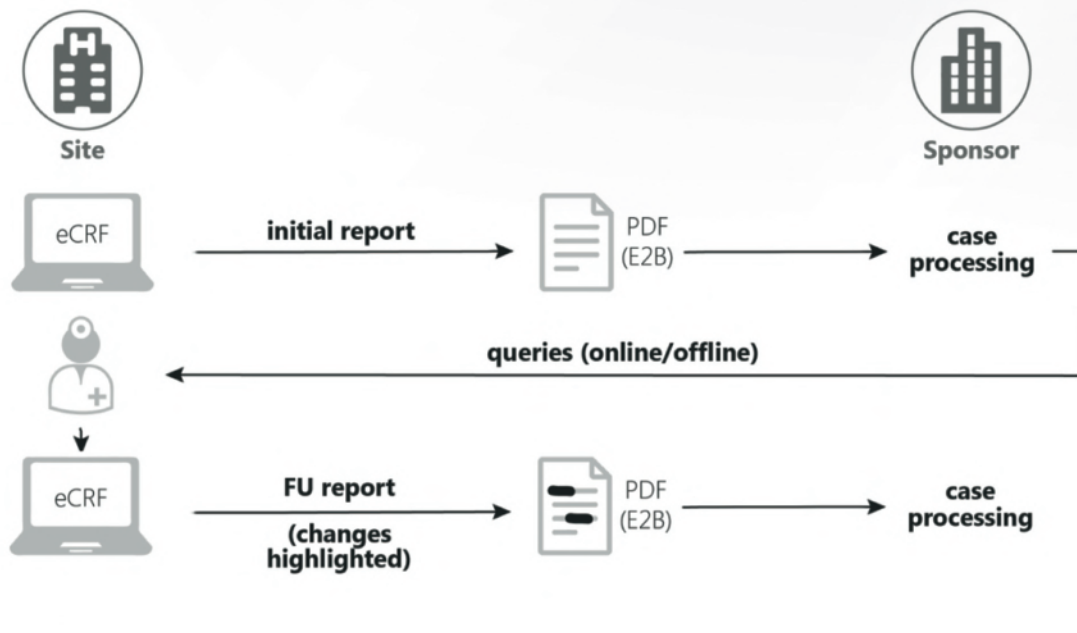 Site
Sponsor
eCRF
initial report
PDF
(E2B)
case
processing
queries (online/offline)
eCRF
FU report
(changes
highlighted)
PDF
(E2B)
case
processing